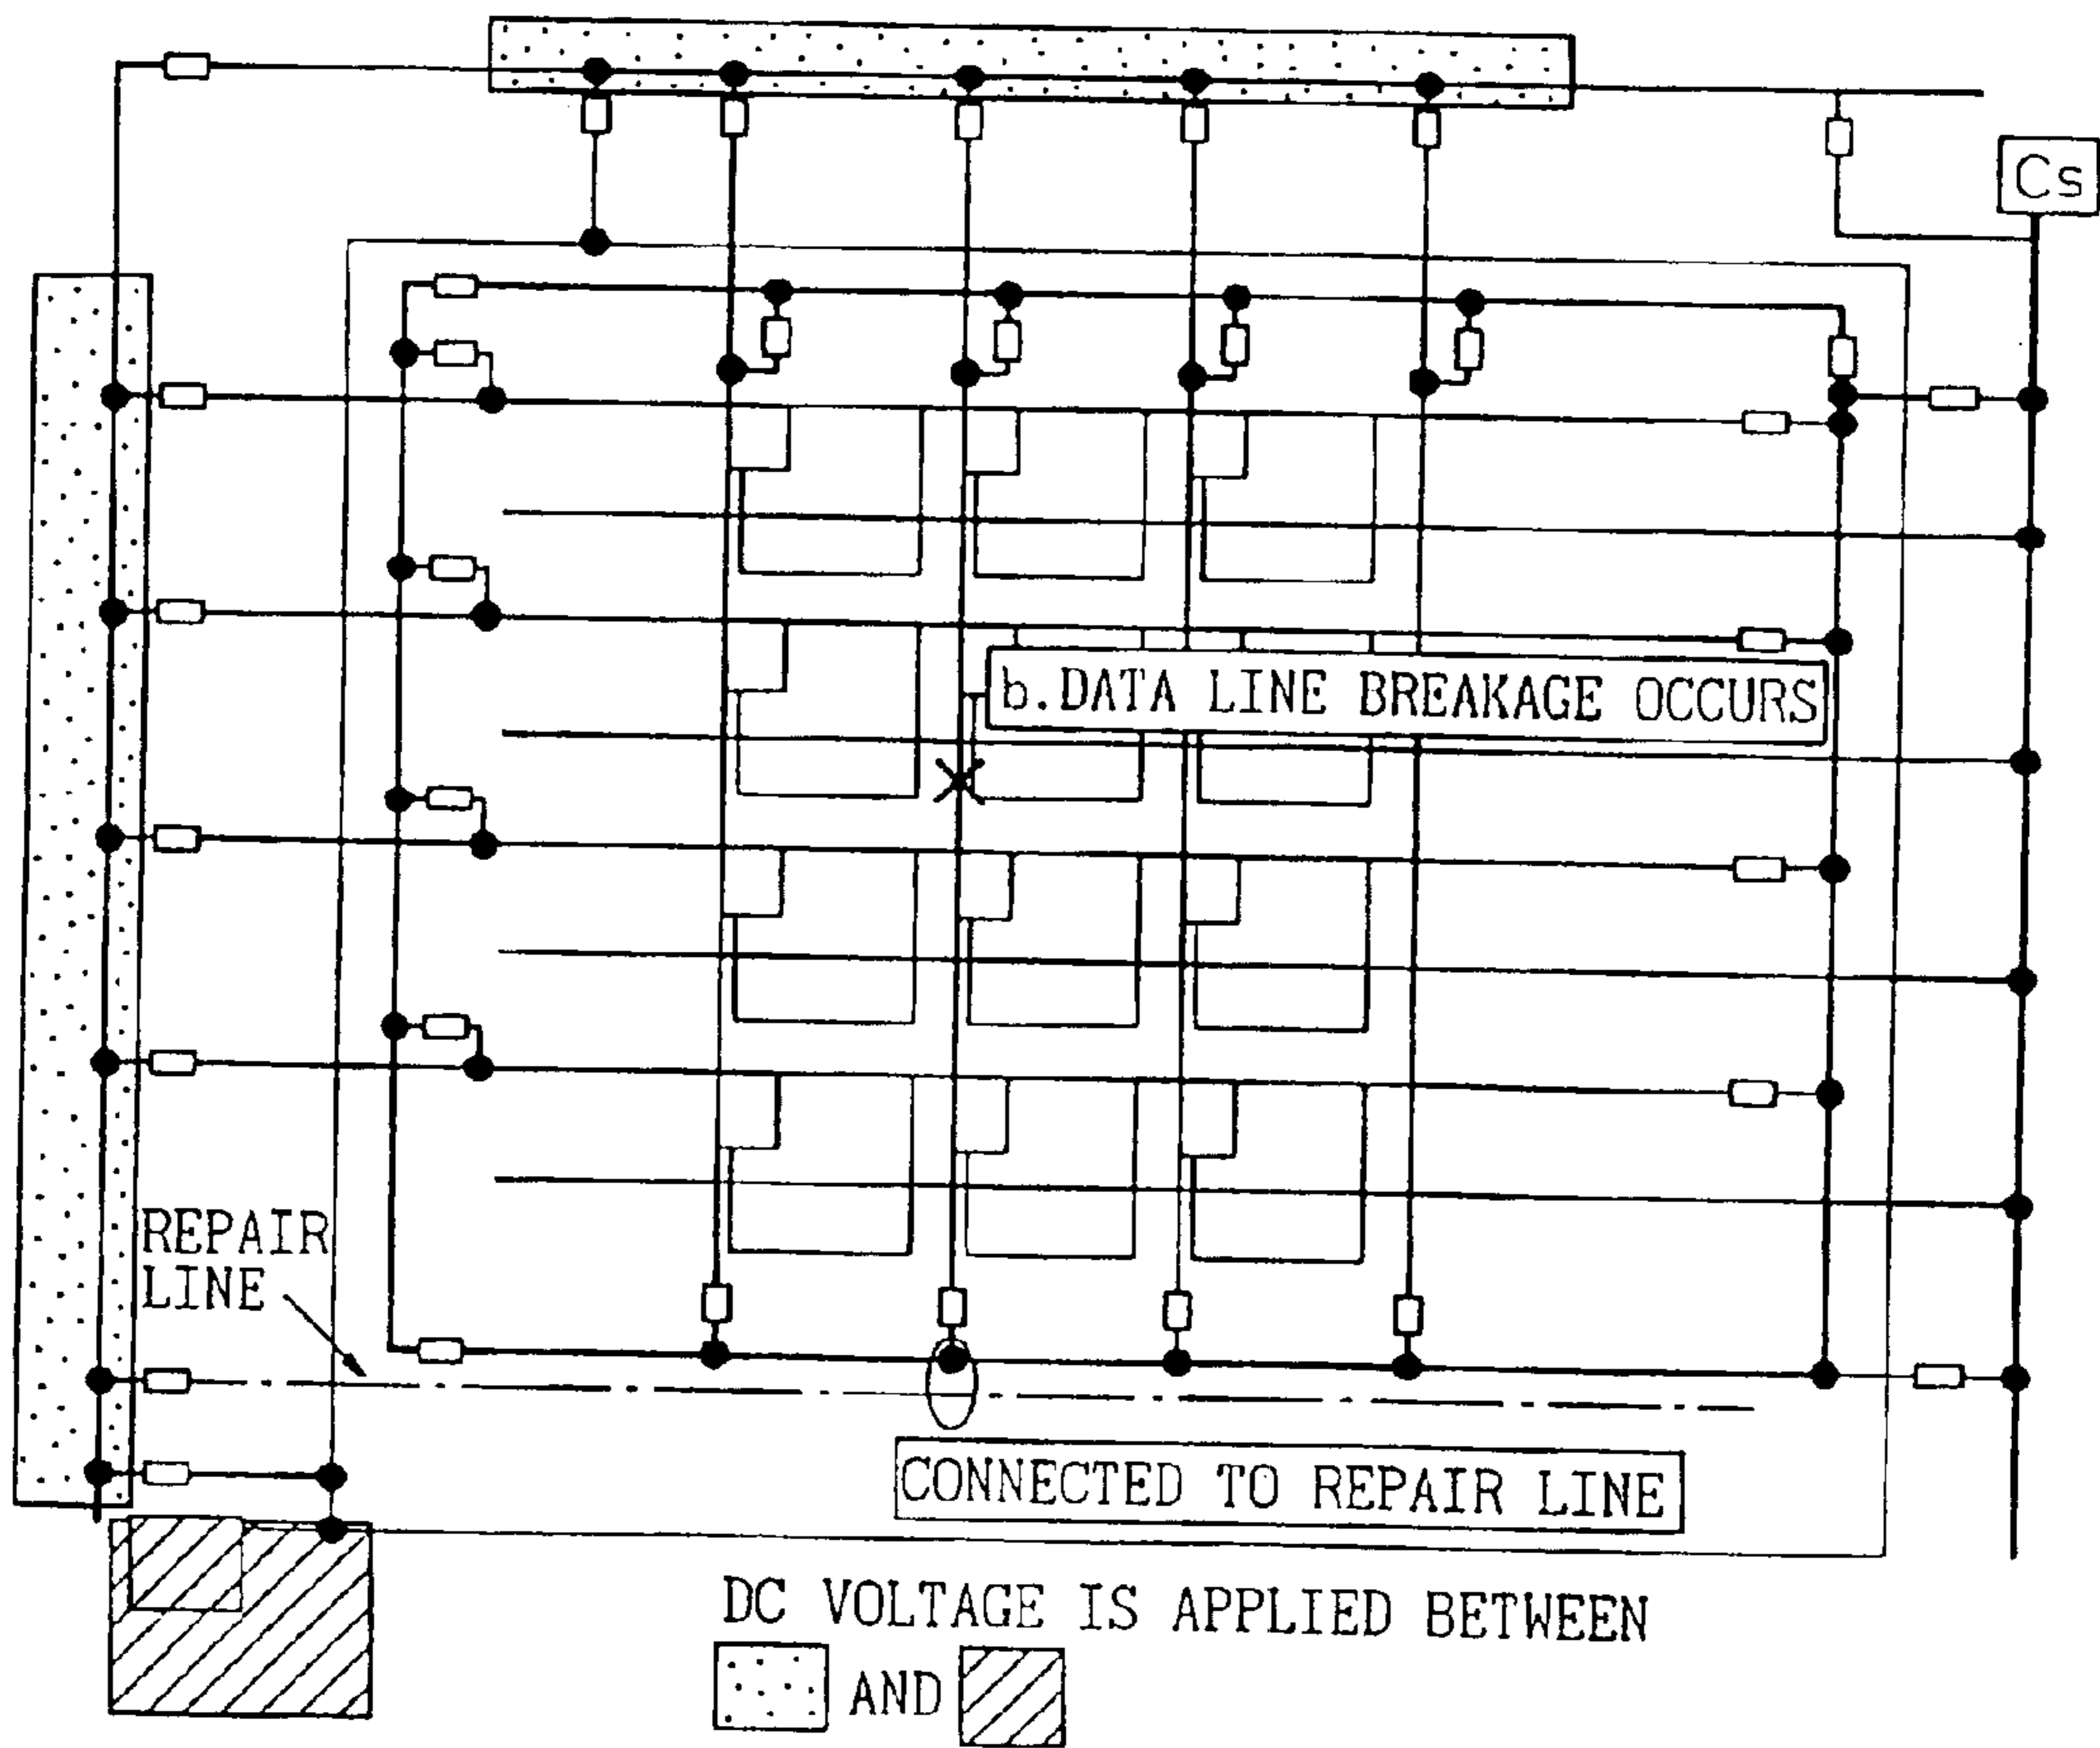 Cs
b.DATA LINE BREAKAGE OCCURS
REPAIR
LINE
CONNECTED TO REPAIR LINE
DC VOLTAGE IS APPLIED BETWEEN
AND